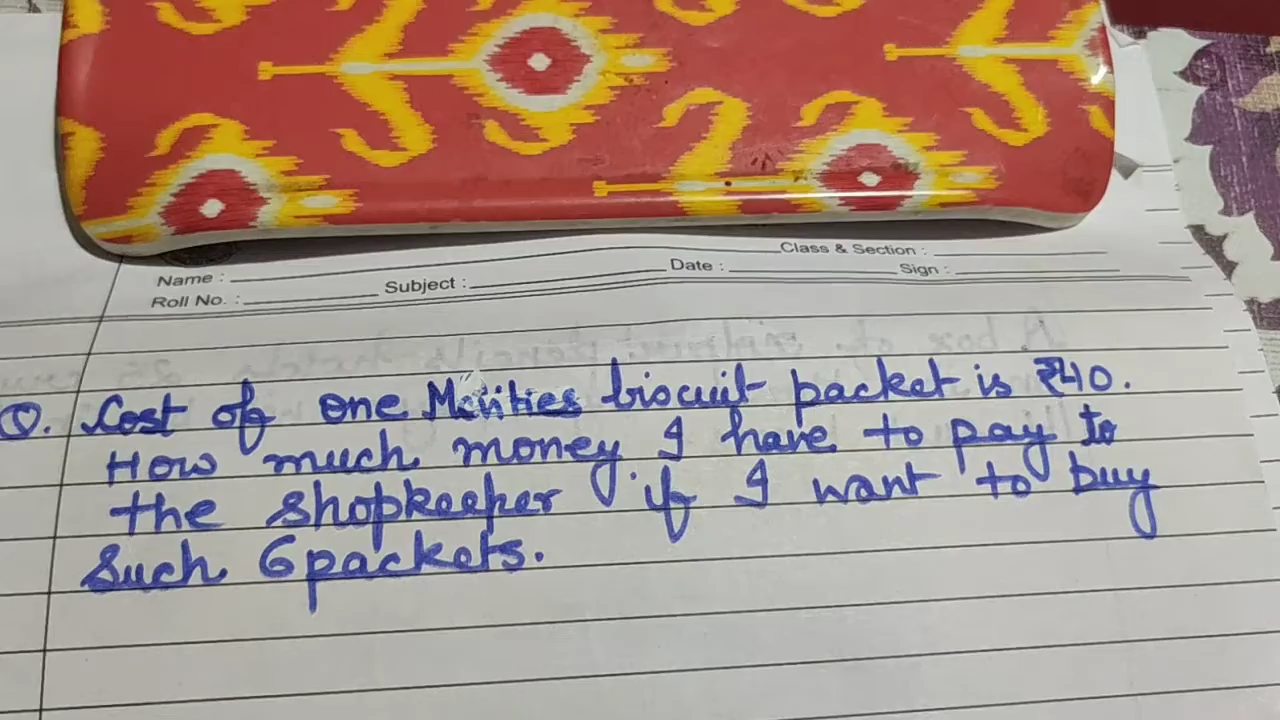 Class & Section :
Name :
Date :
Sign :
Roll No. :
Subject :
Q. Cost of one Mcvities biscuit packet is ₹40.
How much money I have to pay to
the shopkeeper if I want to buy
such 6 packets.